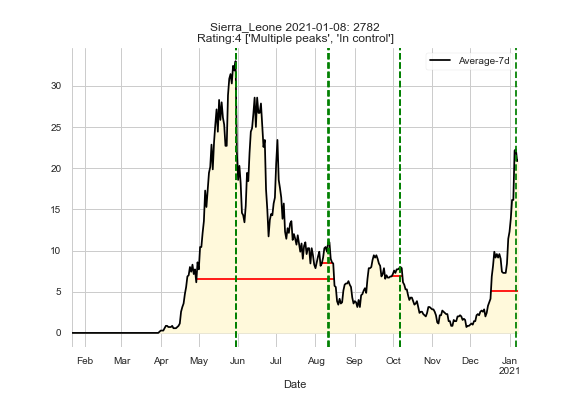 Sierra_Leone 2021-01-08: 2782
Rating:4 ['Multiple peaks', 'In control']
Average-7d
30
25
20
15
10
5
0
Feb Mar Apr May Jun Jul Aug Sep Oct Nov Dec Jan
2021
Date